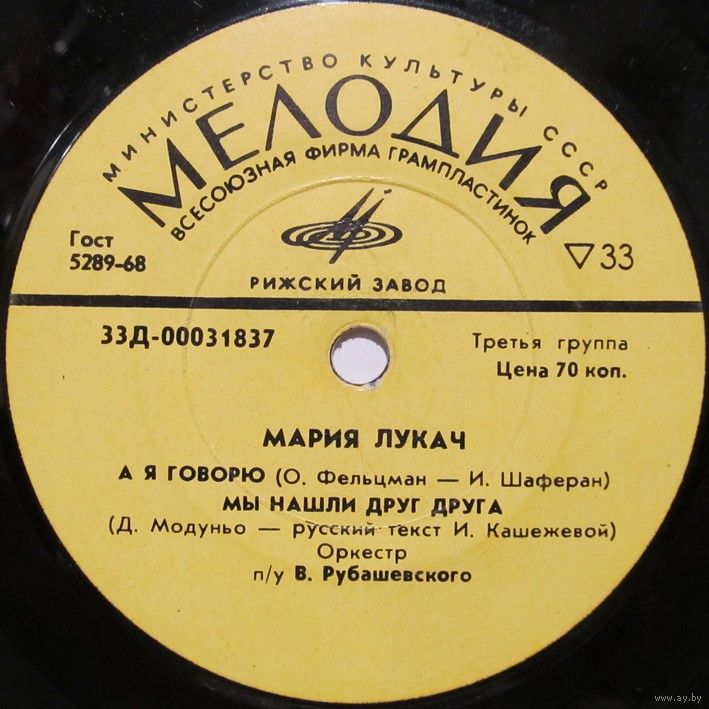 МИНИСТЕРСТВО КУЛЬТУРЫ СССР
МЕЛОДИЯ
ВСЕСОЮЗНАЯ ФИРМА ГРАМПЛАСТИНОК
Гост
5289-68
33
РИЖСКИЙ ЗАВОД
33Д-00031837
Третья группа
Цена 70 коп.
МАРИЯ ЛУКАЧ
А Я ГОВОРЮ (О. Фельцман — И. Шаферан)
МЫ НАШЛИ ДРУГ ДРУГА
(Д. Модуньо — русский текст И. Кашежевой)
Оркестр
п/у В. Рубашевского
www.ay.by